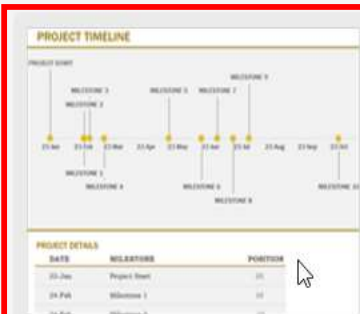 PROJECT TIMELINE
PROJECT START
MILESTONE 9
MILESTONE 3
MILESTONE 5
MILESTONE 7
MILESTONE 2
23-Jan
23-Feb
23-Mar
23-Apr
23-May
23-Jun
23-Jul
23-Aug
23-Sep
23-Oct
MILESTONE 1
MILESTONE 4
MILESTONE 6
MILESTONE 10
MILESTONE 8
PROJECT DETAILS
DATE MILESTONE POSITION
23-Jan Project Start
24-Feb Milestone 1